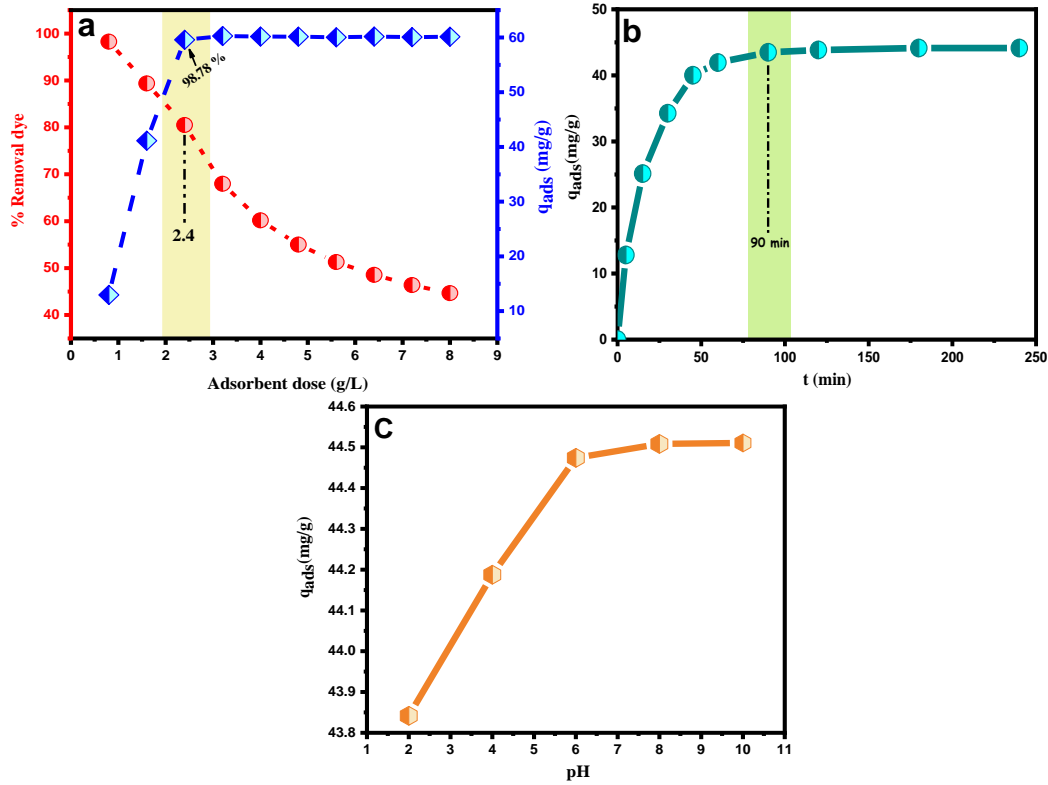 a
% Removal dye
100
90
80
70
60
50
40
98.78 %
2.4
60
50
40
30
20
10
q_ads (mg/g)
0 1 2 3 4 5 6 7 8 9
Adsorbent dose (g/L)
b
q_ads(mg/g)
50
40
30
20
10
0
90 min
0 50 100 150 200 250
t (min)
C
q_ads(mg/g)
44.6
44.5
44.4
44.3
44.2
44.1
44.0
43.9
43.8
1 2 3 4 5 6 7 8 9 10 11
pH